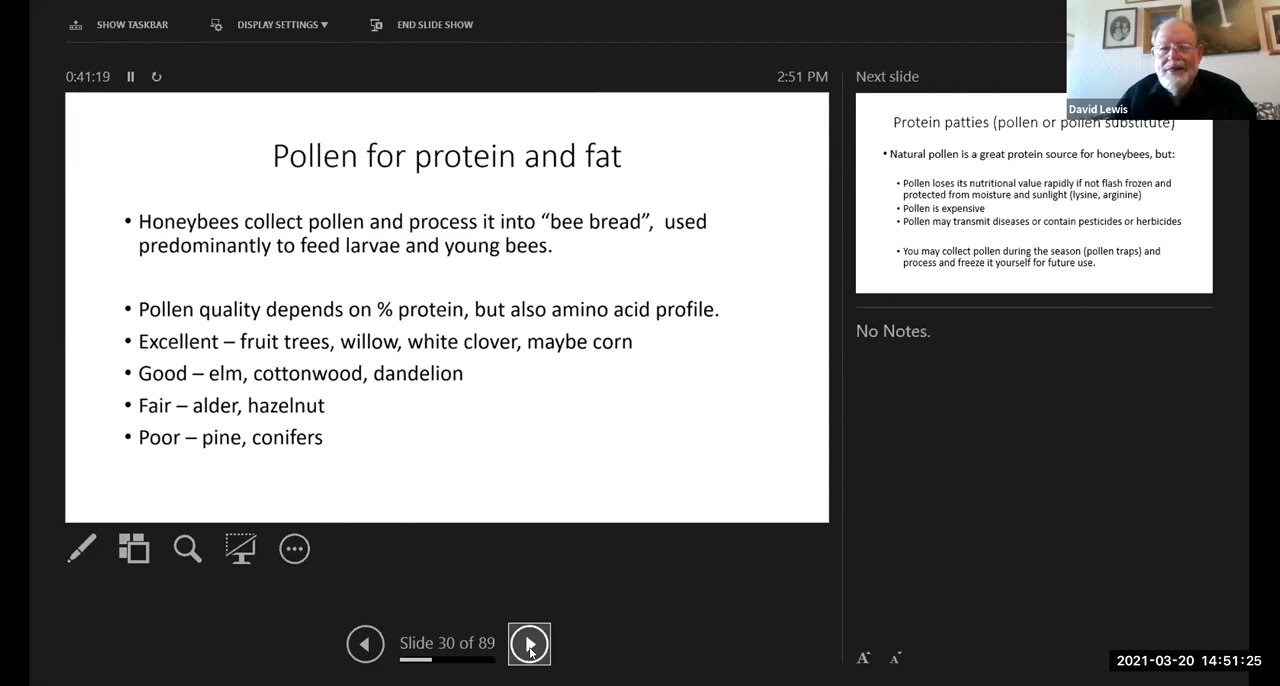 SHOW TASKBAR
DISPLAY SETTINGS ▼
END SLIDE SHOW
0:41:19
2:51 PM
Next slide
David Lewis
Pollen for protein and fat
• Honeybees collect pollen and process it into “bee bread”, used
predominantly to feed larvae and young bees.
• Pollen quality depends on % protein, but also amino acid profile.
• Excellent – fruit trees, willow, white clover, maybe corn
• Good – elm, cottonwood, dandelion
• Fair – alder, hazelnut
• Poor – pine, conifers
Protein patties (pollen or pollen substitute)
• Natural pollen is a great protein source for honeybees, but:
• Pollen loses its nutritional value rapidly if not flash frozen and
protected from moisture and sunlight (lysine, arginine)
• Pollen is expensive
• Pollen may transmit diseases or contain pesticides or herbicides
• You may collect pollen during the season (pollen traps) and
process and freeze it yourself for future use.
No Notes.
Slide 30 of 89
A A
2021-03-20 14:51:25